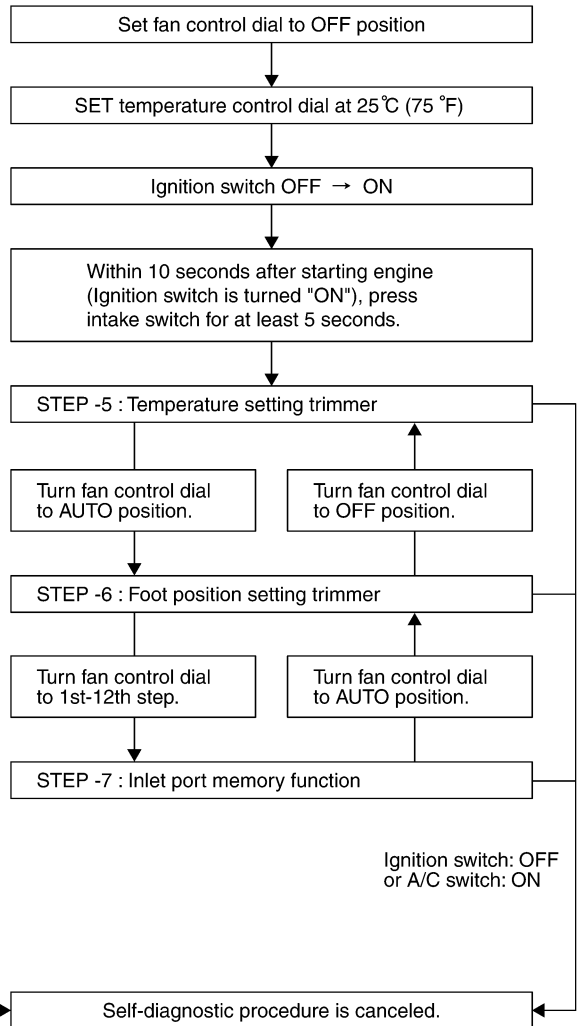 Set fan control dial to OFF position
SET temperature control dial at 25°C (75 °F)
Ignition switch OFF → ON
Within 10 seconds after starting engine
(Ignition switch is turned "ON"), press
intake switch for at least 5 seconds.
STEP -5 : Temperature setting trimmer
Turn fan control dial
to AUTO position.
Turn fan control dial
to OFF position.
STEP -6 : Foot position setting trimmer
Turn fan control dial
to 1st-12th step.
Turn fan control dial
to AUTO position.
STEP -7 : Inlet port memory function
Ignition switch: OFF
or A/C switch: ON
Self-diagnostic procedure is canceled.